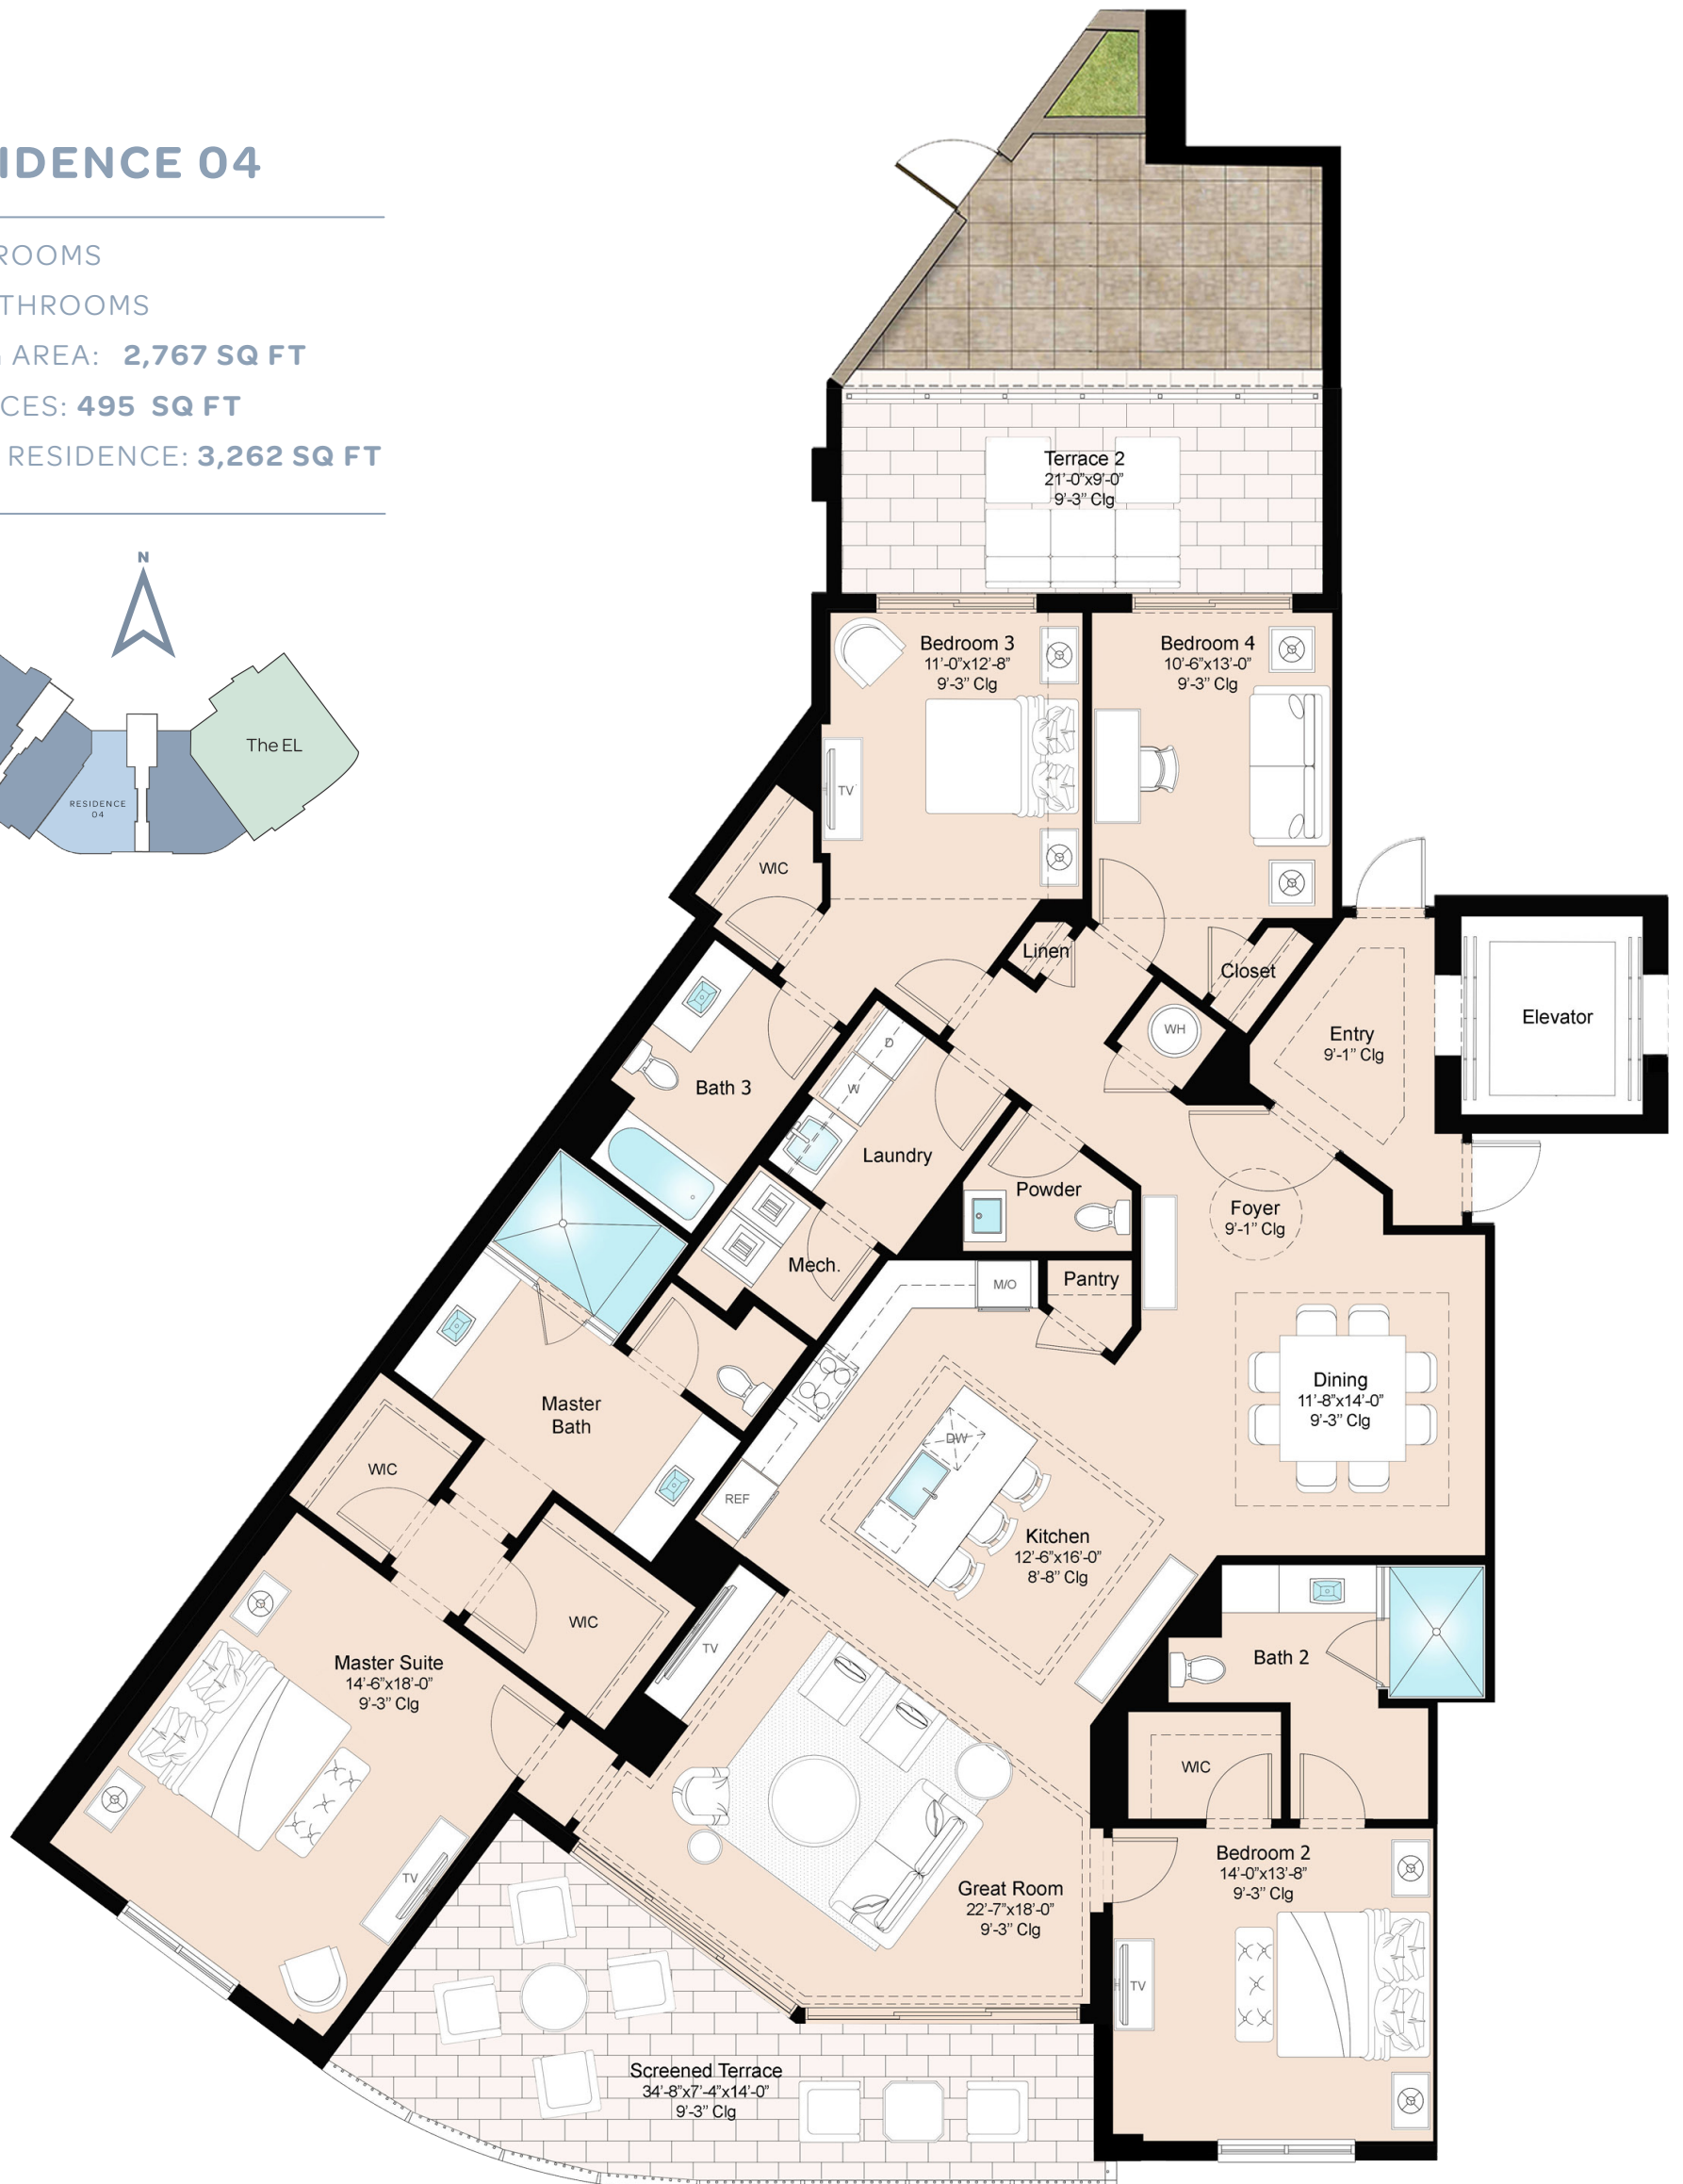 IDENCE 04
ROOMS
THROOMS
AREA: 2,767 SQ FT
CES: 495 SQ FT
RESIDENCE: 3,262 SQ FT
N
The EL
RESIDENCE
04
Terrace 2
21'-0"x9'-0"
9'-3" Clg
Bedroom 3
11'-0"x12'-8"
9'-3" Clg
Bedroom 4
10'-6"x13'-0"
9'-3" Clg
TV
WIC
Linen
Closet
WH
Entry
9'-1" Clg
Elevator
D
W
Bath 3
Laundry
Powder
Foyer
9'-1" Clg
Mech.
M/O
Pantry
Dining
11'-8"x14'-0"
9'-3" Clg
Master
Bath
DW
WIC
REF
Kitchen
12'-6"x16'-0"
8'-8" Clg
WIC
TV
Bath 2
Master Suite
14'-6"x18'-0"
9'-3" Clg
WIC
TV
Great Room
22'-7"x18'-0"
9'-3" Clg
Bedroom 2
14'-0"x13'-8"
9'-3" Clg
TV
Screened Terrace
34'-8"x7'-4"x14'-0"
9'-3" Clg